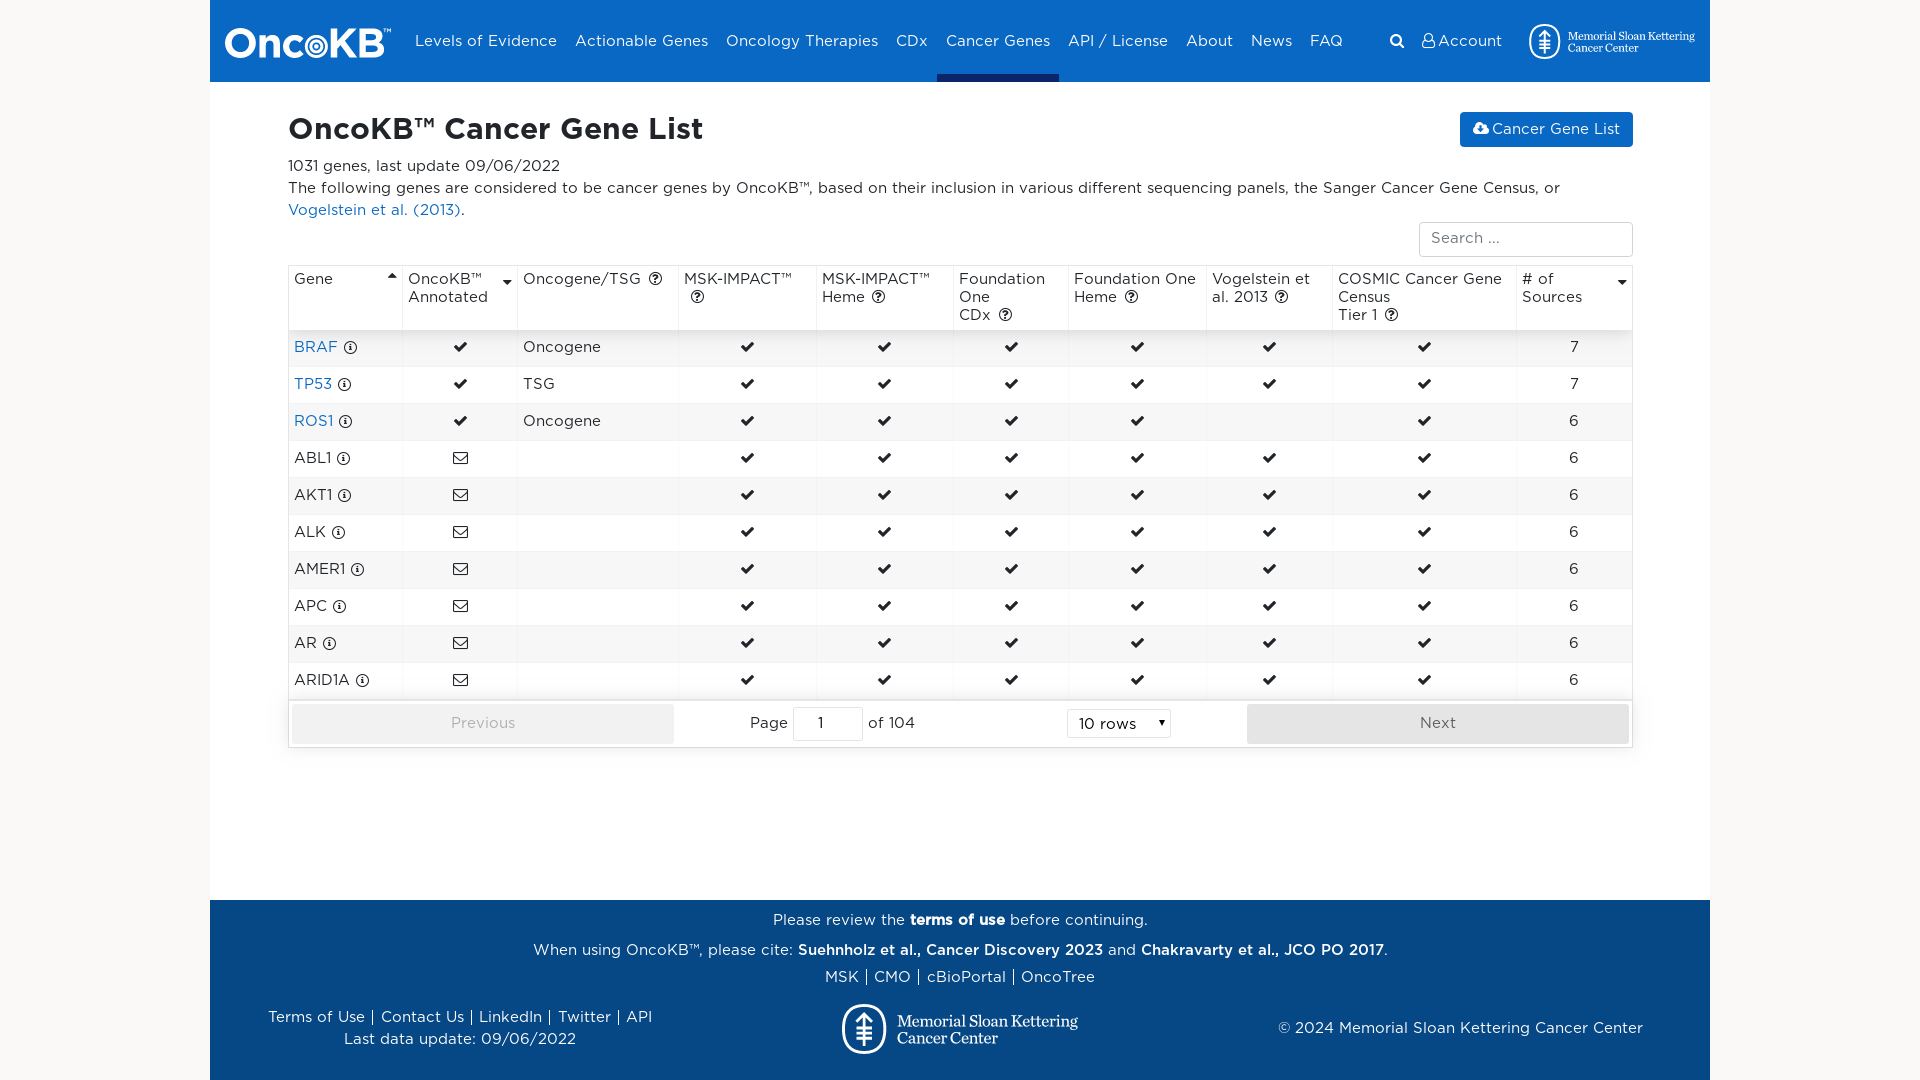 OncoKB™ Levels of Evidence Actionable Genes Oncology Therapies CDx Cancer Genes API / License About News FAQ Account Memorial Sloan Kettering Cancer Center
OncoKB™ Cancer Gene List
Cancer Gene List
1031 genes, last update 09/06/2022
The following genes are considered to be cancer genes by OncoKB™, based on their inclusion in various different sequencing panels, the Sanger Cancer Gene Census, or
Vogelstein et al. (2013).
Search ...
Gene OncoKB™ Annotated Oncogene/TSG MSK-IMPACT™ MSK-IMPACT™ Heme Foundation One CDx Foundation One Heme Vogelstein et al. 2013 COSMIC Cancer Gene Census Tier 1 # of Sources
BRAF Oncogene 7
TP53 TSG 7
ROS1 Oncogene 6
ABL1 6
AKT1 6
ALK 6
AMER1 6
APC 6
AR 6
ARID1A 6
Previous Page 1 of 104 10 rows Next
Please review the terms of use before continuing.
When using OncoKB™, please cite: Suehnholz et al., Cancer Discovery 2023 and Chakravarty et al., JCO PO 2017.
MSK | CMO | cBioPortal | OncoTree
Terms of Use | Contact Us | LinkedIn | Twitter | API
Last data update: 09/06/2022
Memorial Sloan Kettering
Cancer Center
© 2024 Memorial Sloan Kettering Cancer Center